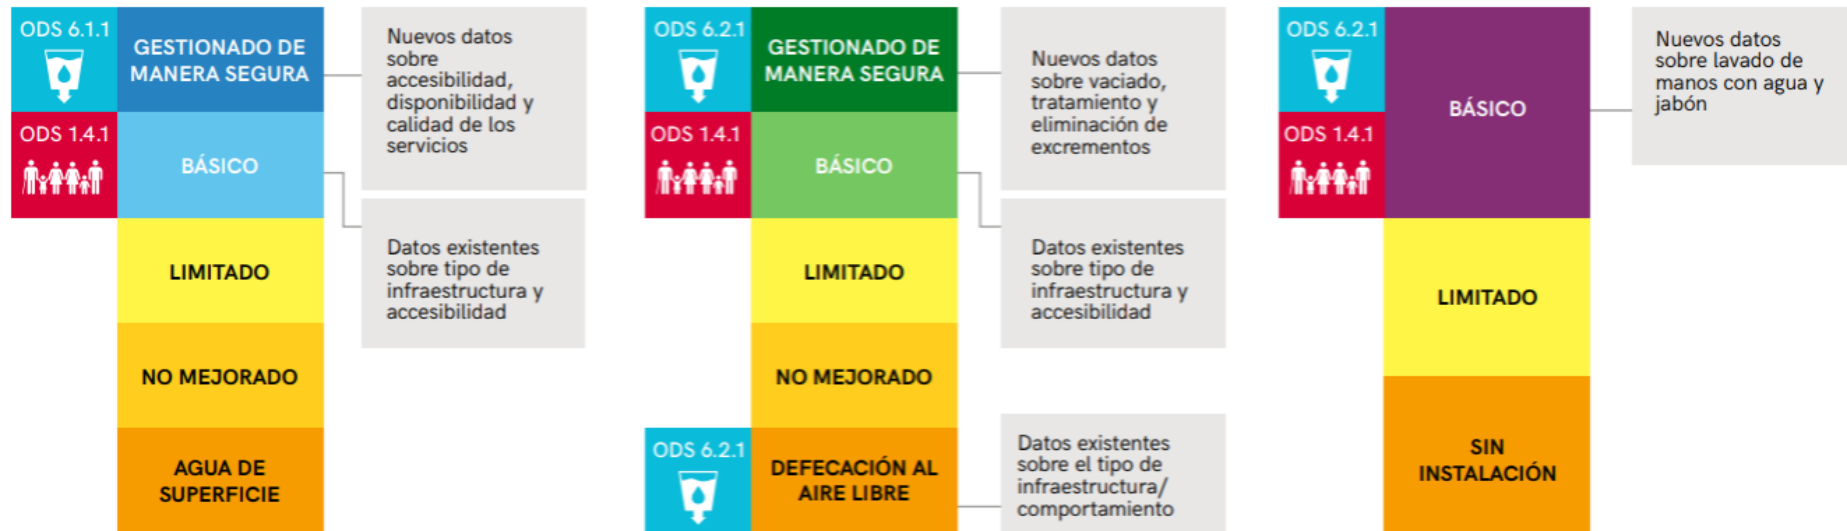 ODS 6.1.1
GESTIONADO DE
MANERA SEGURA
Nuevos datos
sobre
accesibilidad,
disponibilidad y
calidad de los
servicios
ODS 1.4.1
BÁSICO
Datos existentes
sobre tipo de
infraestructura y
accesibilidad
LIMITADO
NO MEJORADO
AGUA DE
SUPERFICIE
ODS 6.2.1
GESTIONADO DE
MANERA SEGURA
Nuevos datos
sobre vaciado,
tratamiento y
eliminación de
excrementos
ODS 1.4.1
BÁSICO
Datos existentes
sobre tipo de
infraestructura y
accesibilidad
LIMITADO
NO MEJORADO
ODS 6.2.1
DEFECACIÓN AL
AIRE LIBRE
Datos existentes
sobre el tipo de
infraestructura/
comportamiento
ODS 6.2.1
ODS 1.4.1
BÁSICO
Nuevos datos
sobre lavado de
manos con agua y
jabón
LIMITADO
SIN
INSTALACIÓN